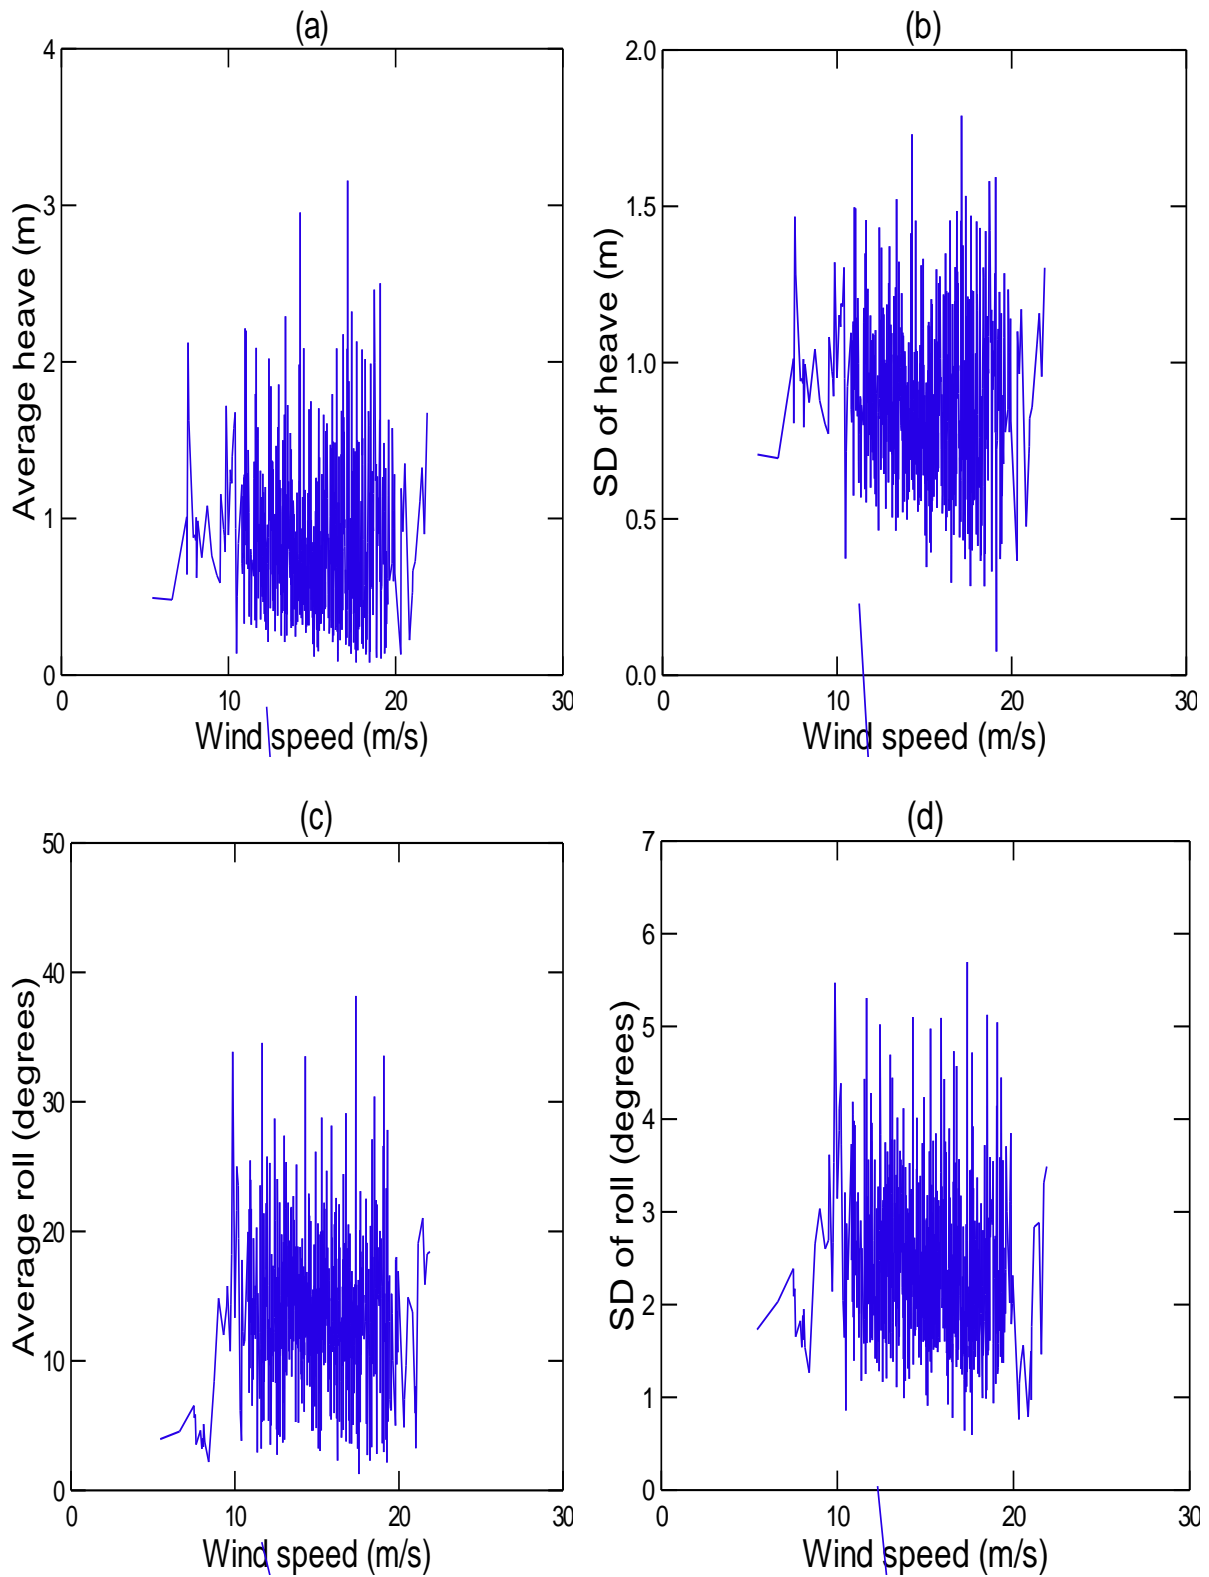 (a)
4
3
2
1
0
Average heave (m)
0 10 20 30
Wind speed (m/s)
(b)
2.0
1.5
1.0
0.5
0.0
SD of heave (m)
0 10 20 30
Wind speed (m/s)
(c)
50
40
30
20
10
0
Average roll (degrees)
0 10 20 30
Wind speed (m/s)
(d)
7
6
5
4
3
2
1
0
SD of roll (degrees)
0 10 20 30
Wind speed (m/s)